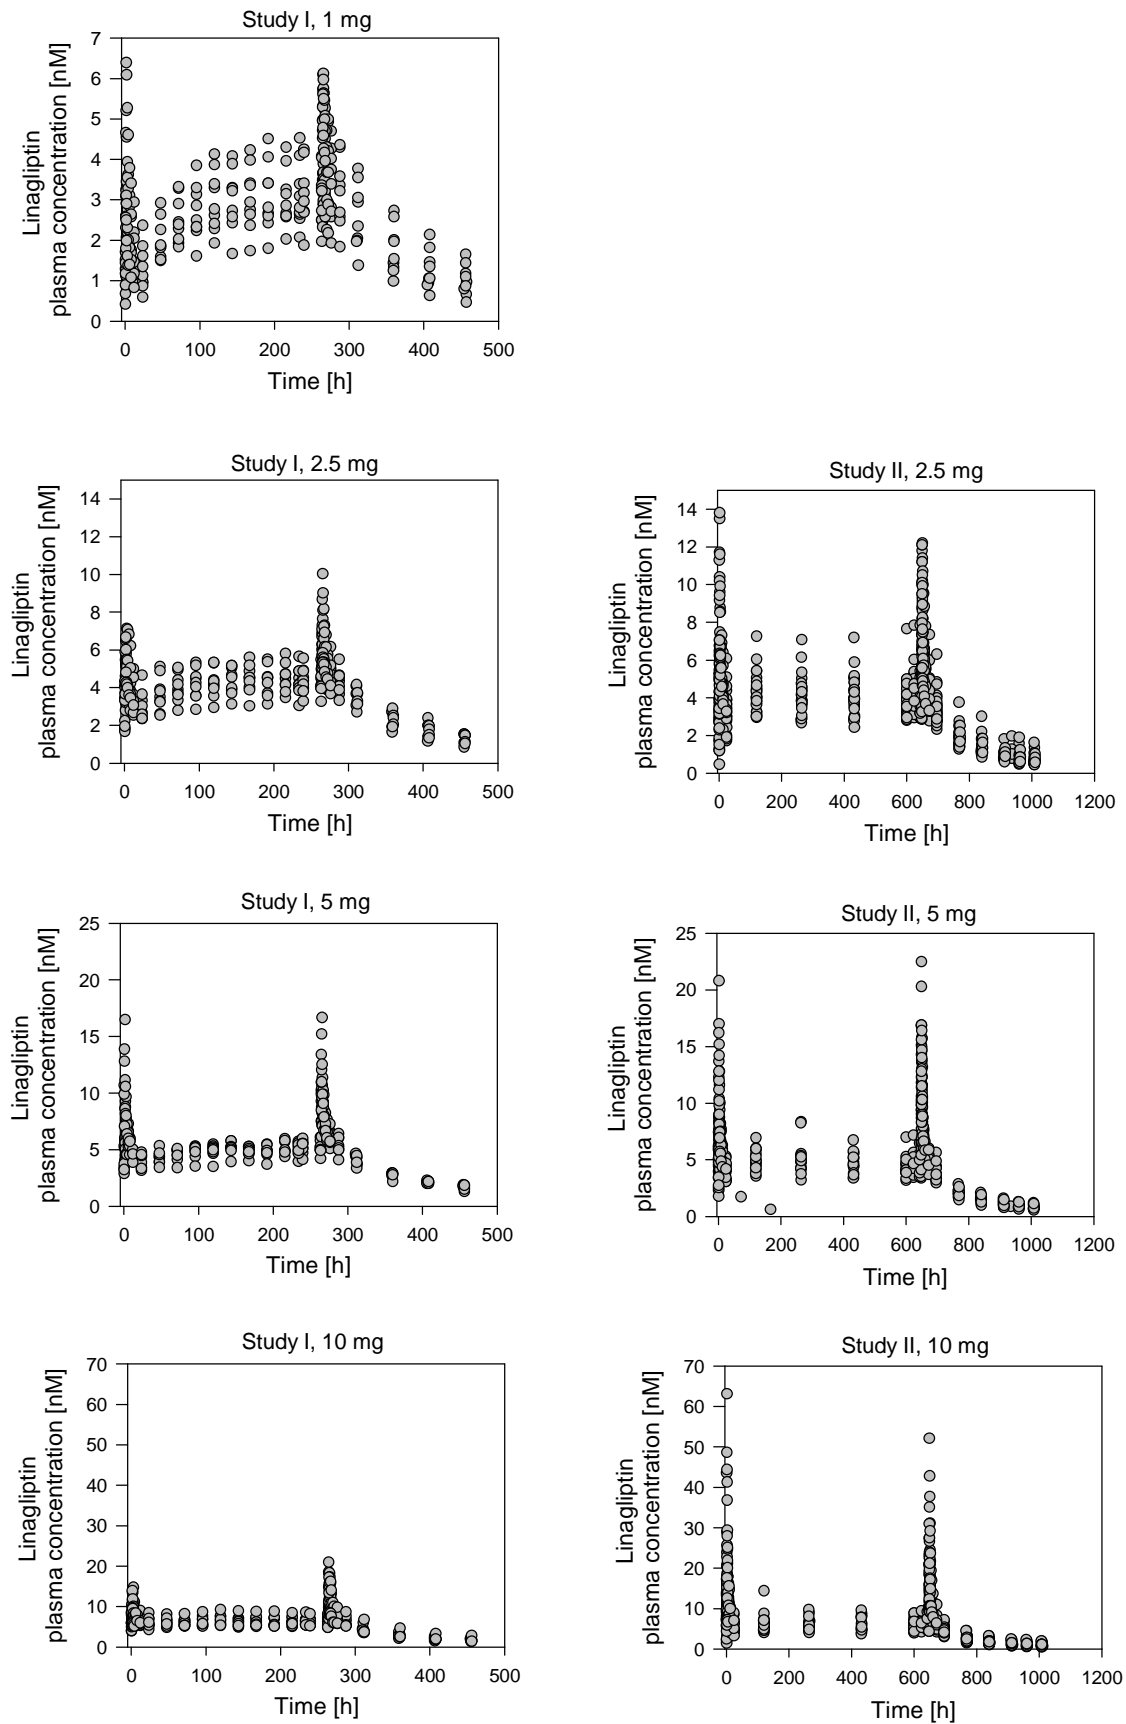 Study I, 1 mg
Linagliptin
plasma concentration [nM]
7
6
5
4
3
2
1
0
0 100 200 300 400 500
Time [h]
Study I, 2.5 mg
Linagliptin
plasma concentration [nM]
14
12
10
8
6
4
2
0
0 100 200 300 400 500
Time [h]
Study II, 2.5 mg
Linagliptin
plasma concentration [nM]
14
12
10
8
6
4
2
0
0 200 400 600 800 1000 1200
Time [h]
Study I, 5 mg
Linagliptin
plasma concentration [nM]
25
20
15
10
5
0
0 100 200 300 400 500
Time [h]
Study II, 5 mg
Linagliptin
plasma concentration [nM]
25
20
15
10
5
0
0 200 400 600 800 1000 1200
Time [h]
Study I, 10 mg
Linagliptin
plasma concentration [nM]
70
60
50
40
30
20
10
0
0 100 200 300 400 500
Time [h]
Study II, 10 mg
Linagliptin
plasma concentration [nM]
70
60
50
40
30
20
10
0
0 200 400 600 800 1000 1200
Time [h]